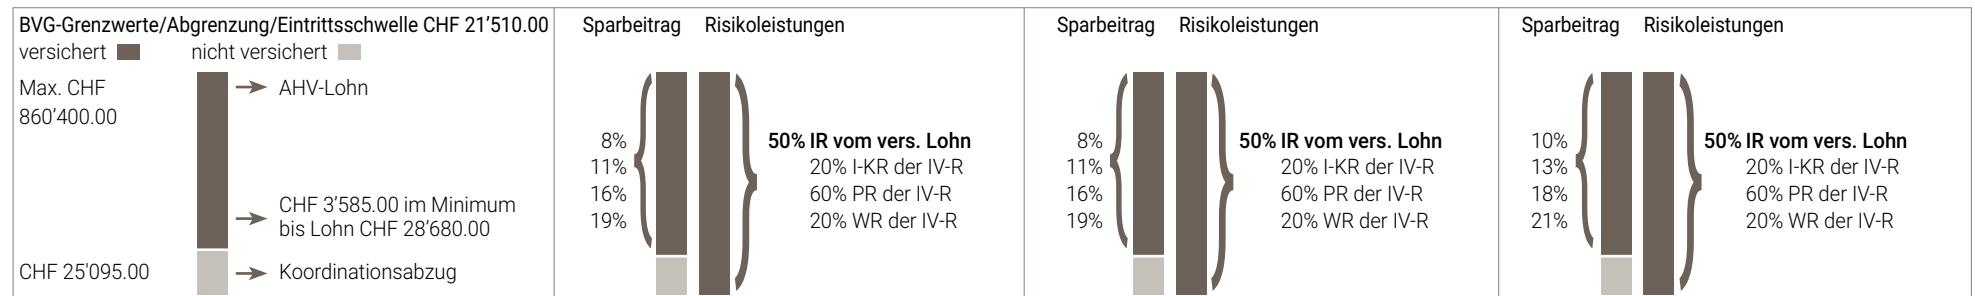 BVG-Grenzwerte/Abgrenzung/Eintrittsschwelle CHF 21’510.00
versichert nicht versichert
Max. CHF
860’400.00
AHV-Lohn
CHF 3’585.00 im Minimum
bis Lohn CHF 28’680.00
CHF 25'095.00
Koordinationsabzug
Sparbeitrag Risikoleistungen
8%
11%
16%
19%
50% IR vom vers. Lohn
20% I-KR der IV-R
60% PR der IV-R
20% WR der IV-R
Sparbeitrag Risikoleistungen
8%
11%
16%
19%
50% IR vom vers. Lohn
20% I-KR der IV-R
60% PR der IV-R
20% WR der IV-R
Sparbeitrag Risikoleistungen
10%
13%
18%
21%
50% IR vom vers. Lohn
20% I-KR der IV-R
60% PR der IV-R
20% WR der IV-R